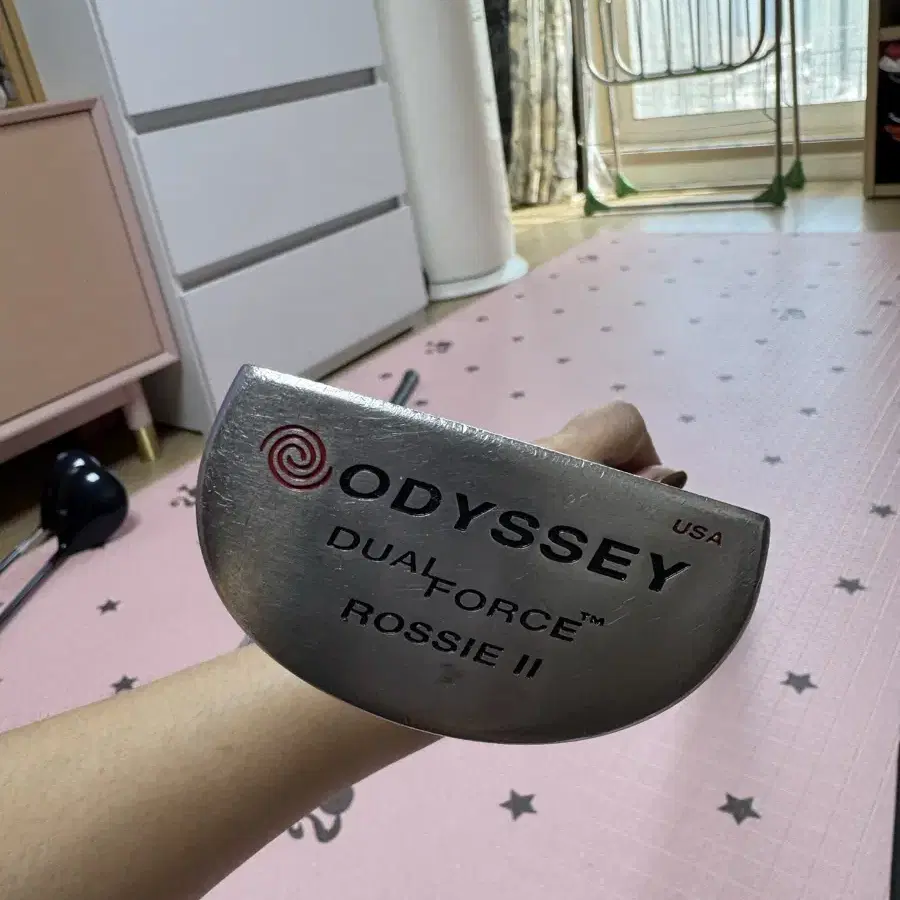 ODYSSEY
USA
DUAL FORCE™
ROSSIE II